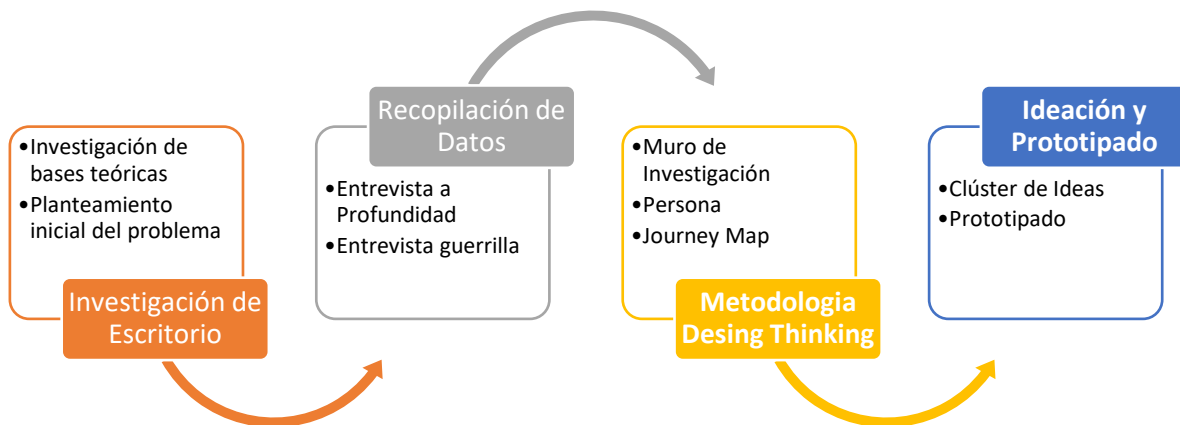 •Investigación de
bases teóricas
•Planteamiento
inicial del problema
Investigación de
Escritorio
Recopilación de
Datos
•Entrevista a
Profundidad
•Entrevista guerrilla
•Muro de
Investigación
•Persona
•Journey Map
Metodologia
Desing Thinking
Ideación y
Prototipado
•Clúster de Ideas
•Prototipado